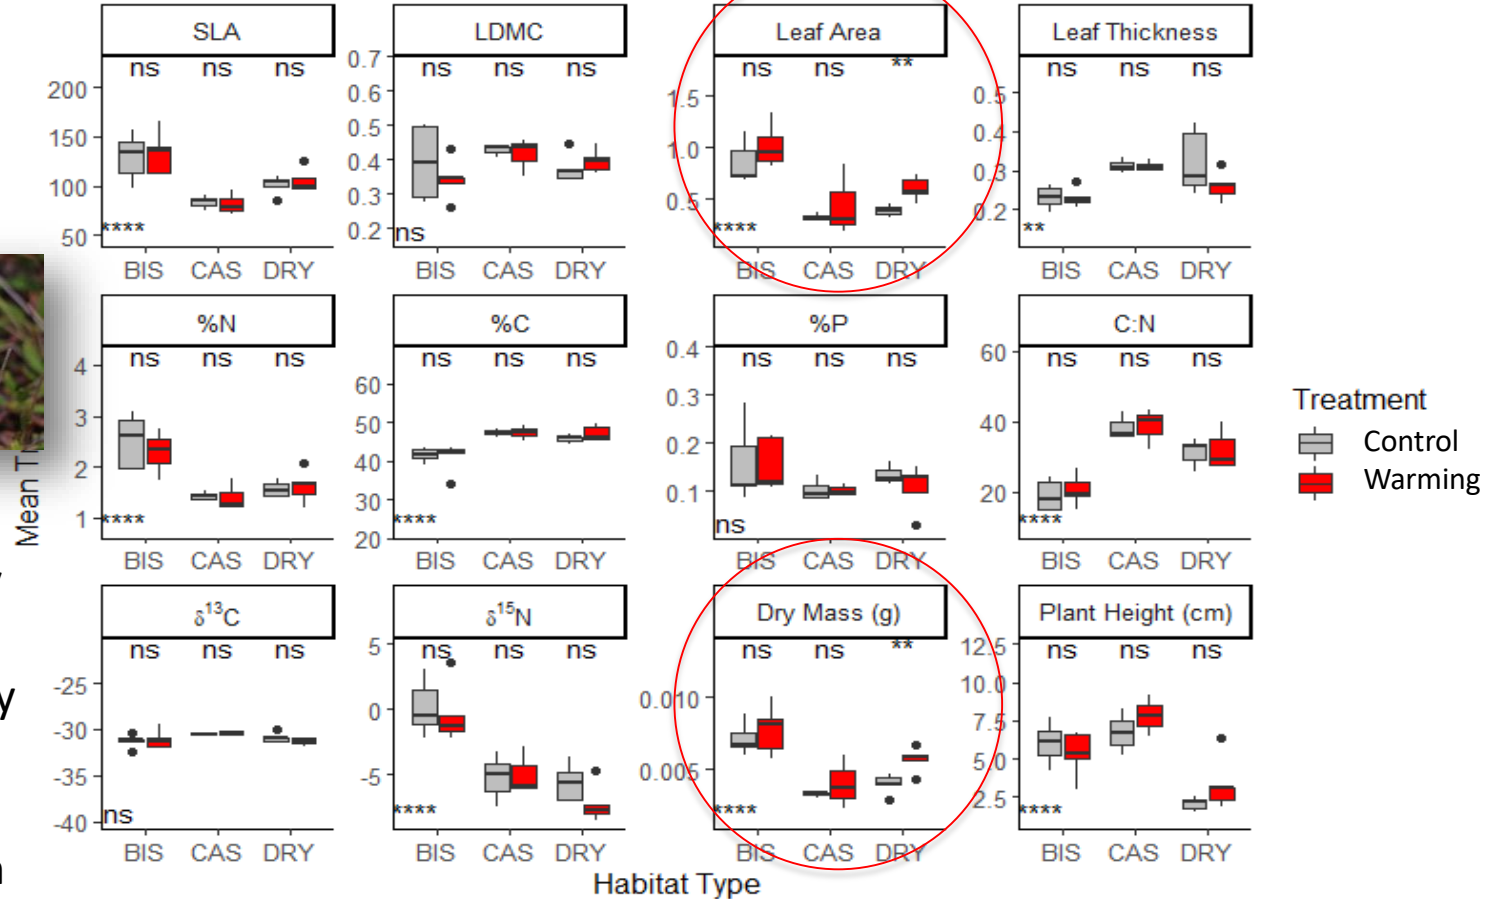 SLA LDMC Leaf Area Leaf Thickness
ns ns ns ns ns ns ns ns ** ns ns ns
200 150 100 50
0.7 0.6 0.5 0.4 0.3 0.2
1.5 1.0 0.5
0.5 0.4 0.3 0.2
**** ns **** **
BIS CAS DRY BIS CAS DRY BIS CAS DRY BIS CAS DRY
%N %C %P C:N
ns ns ns ns ns ns ns ns ns ns ns ns
4 3 2 1
60 50 40 30 20
0.4 0.3 0.2 0.1
60 40 20
**** **** ns ****
BIS CAS DRY BIS CAS DRY BIS CAS DRY BIS CAS DRY
δ¹³C δ¹⁵N Dry Mass (g) Plant Height (cm)
ns ns ns ns ns ns ns ns ** ns ns ns
-25 -30 -35 -40
5 0 -5
0.010 0.005
12.5 10.0 7.5 5.0 2.5
ns **** **** ****
BIS CAS DRY BIS CAS DRY BIS CAS DRY BIS CAS DRY
Habitat Type
Mean
Treatment
Control
Warming